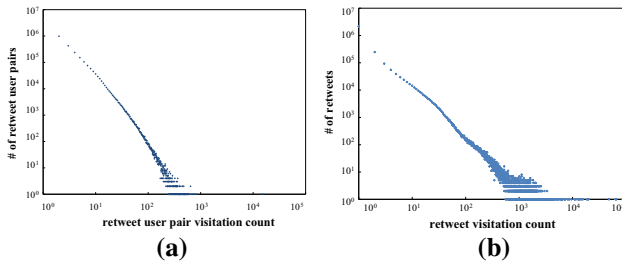 (a)
# of retweet user pairs
10^7
10^6
10^5
10^4
10^3
10^2
10^1
10^0
10^0 10^1 10^2 10^3 10^4 10^5
retweet user pair visitation count
(a)
(b)
# of retweets
10^7
10^6
10^5
10^4
10^3
10^2
10^1
10^0
10^0 10^1 10^2 10^3 10^4 10^5
retweet visitation count
(b)